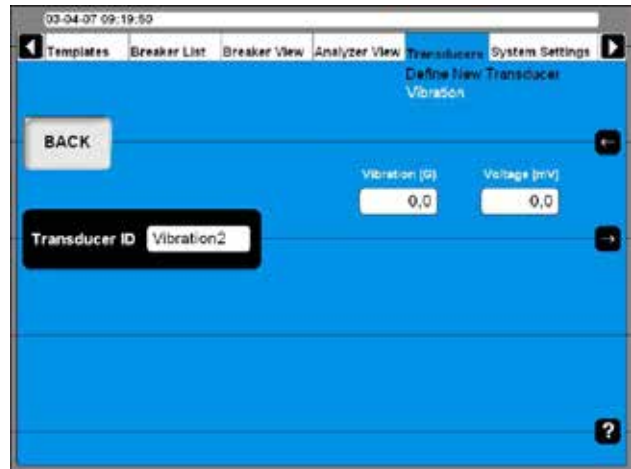 03-04-07 09:19:50
Templates Breaker List Breaker View Analyzer View Transducers System Settings
Define New Transducer
Vibration
BACK
←
Vibration (G) Voltage (mV)
0,0 0,0
Transducer ID Vibration2
→
?